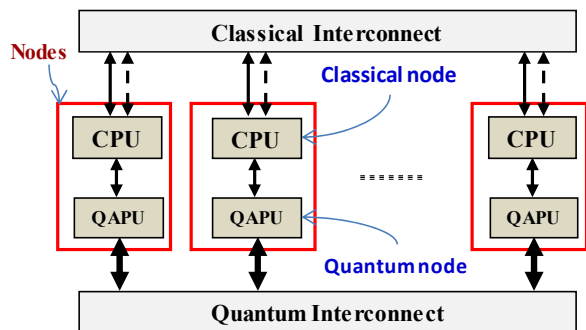 Classical Interconnect
Nodes
Classical node
CPU
CPU
CPU
QAPU
QAPU
QAPU
Quantum node
Quantum Interconnect